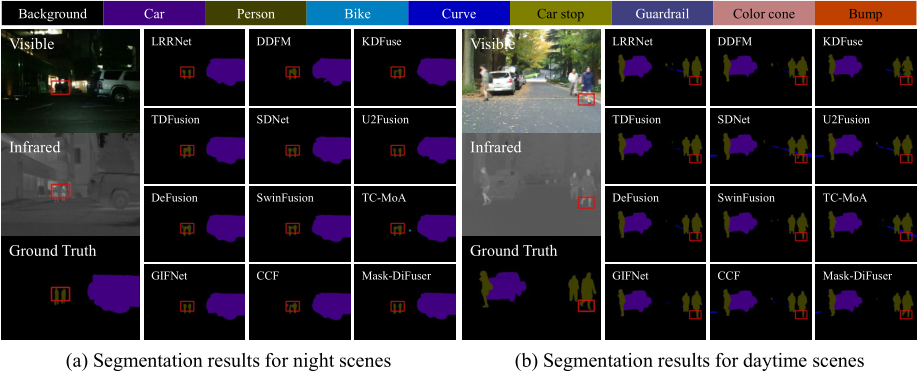 Background Car Person Bike Curve Car stop Guardrail Color cone Bump
Visible
LRRNet DDFM KDFuse
TDFusion SDNet U2Fusion
Infrared
DeFusion SwinFusion TC-MoA
Ground Truth
GIFNet CCF Mask-DiFuser
Visible
LRRNet DDFM KDFuse
TDFusion SDNet U2Fusion
Infrared
DeFusion SwinFusion TC-MoA
Ground Truth
GIFNet CCF Mask-DiFuser
(a) Segmentation results for night scenes
(b) Segmentation results for daytime scenes